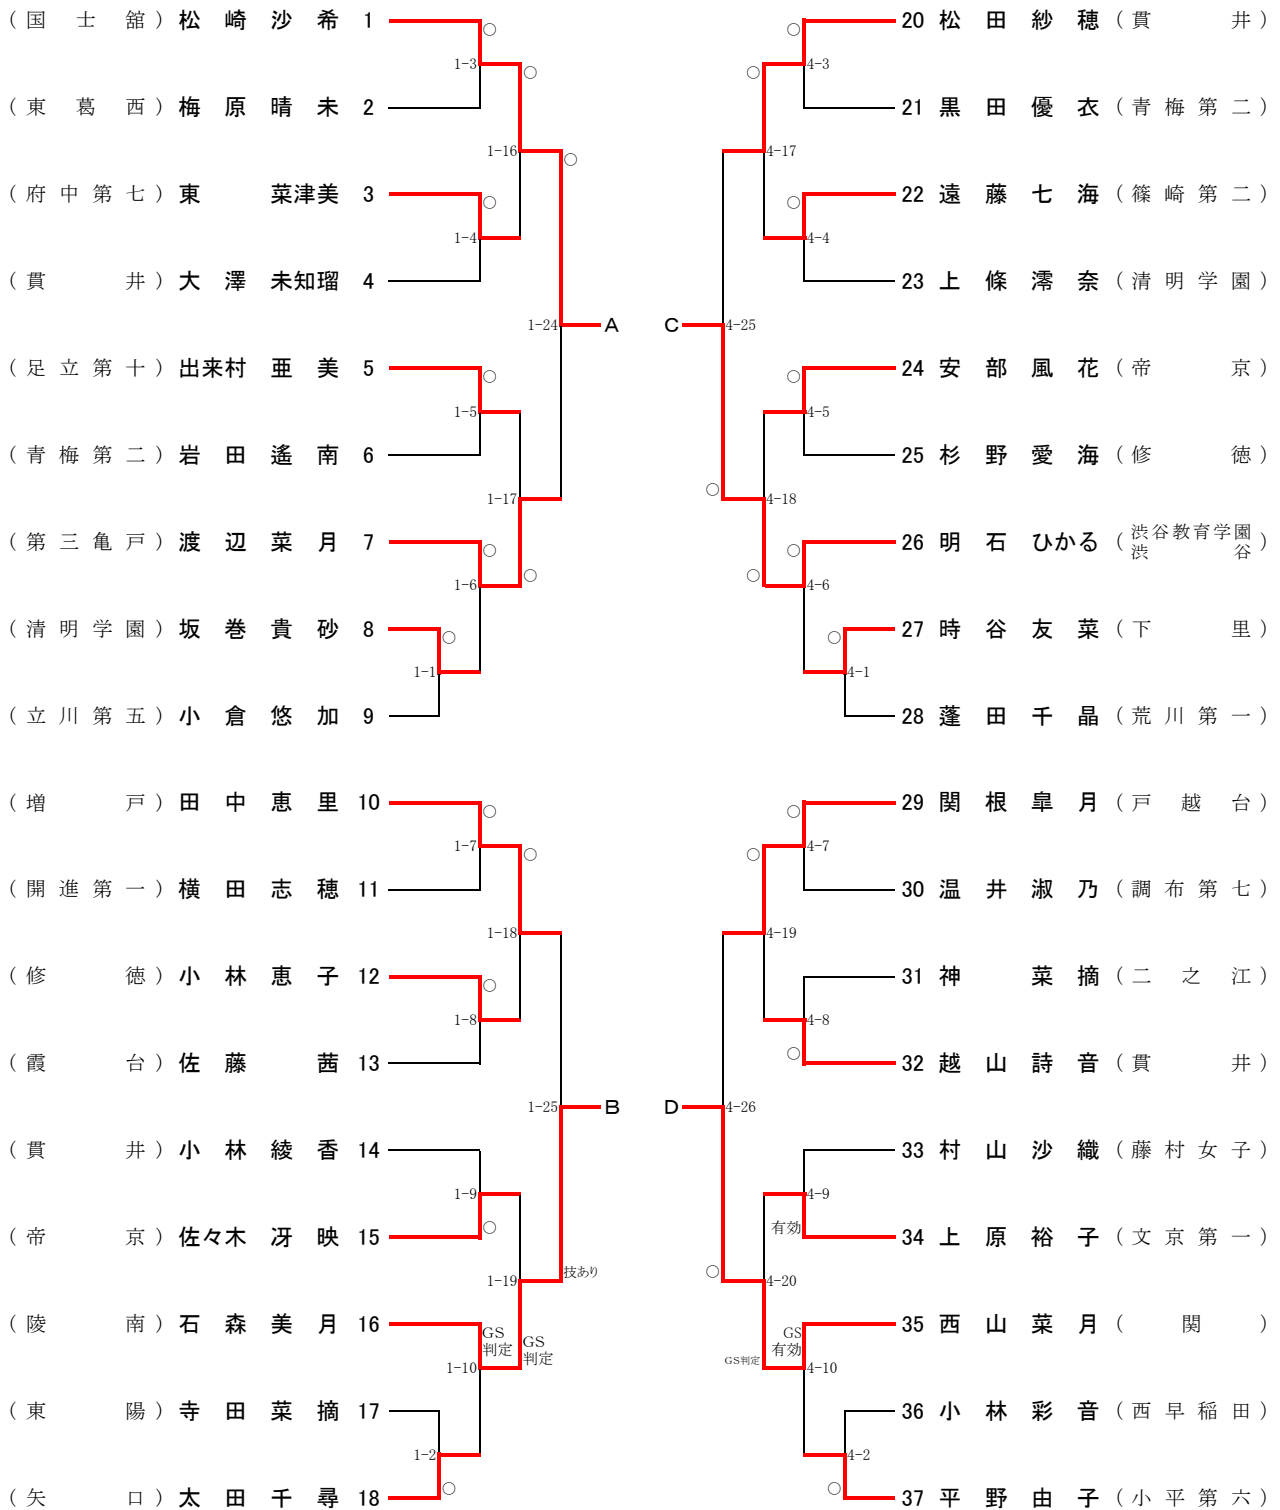 (国士舘) 松崎沙希 1
○
1-3
○
(東葛西) 梅原晴未 2
1-16
○
(府中第七) 東 菜津美 3
○
1-4
(貫井) 大澤未知瑠 4
1-24
A
(足立第十) 出来村亜美 5
○
1-5
(青梅第二) 岩田遙南 6
1-17
(第三亀戸) 渡辺菜月 7
○
○
1-6
(清明学園) 坂巻貴砂 8
○
1-1
(立川第五) 小倉悠加 9
(増戸) 田中恵里 10
○
1-7
○
(開進第一) 横田志穂 11
1-18
(修徳) 小林恵子 12
○
1-8
(霞台) 佐藤茜 13
1-25
B
(貫井) 小林綾香 14
1-9
○
(帝京) 佐々木冴映 15
1-19
技あり
(陵南) 石森美月 16
GS
判定
GS
判定
1-10
(東陽) 寺田菜摘 17
1-2
○
(矢口) 太田千尋 18
20 松田紗穂 (貫井)
○
4-3
○
21 黒田優衣 (青梅第二)
4-17
22 遠藤七海 (篠崎第二)
○
4-4
23 上條澪奈 (清明学園)
C
4-25
24 安部風花 (帝京)
○
4-5
25 杉野愛海 (修徳)
○
4-18
26 明石ひかる (渋谷教育学園
渋谷)
○
4-6
27 時谷友菜 (下里)
○
4-1
28 蓬田千晶 (荒川第一)
29 関根皐月 (戸越台)
○
4-7
○
30 温井淑乃 (調布第七)
4-19
31 神 菜摘 (二之江)
4-8
○
32 越山詩音 (貫井)
D
4-26
33 村山沙織 (藤村女子)
4-9
有効
34 上原裕子 (文京第一)
○
4-20
35 西山菜月 (関)
GS
有効
GS判定
4-10
36 小林彩音 (西早稲田)
4-2
○
37 平野由子 (小平第六)